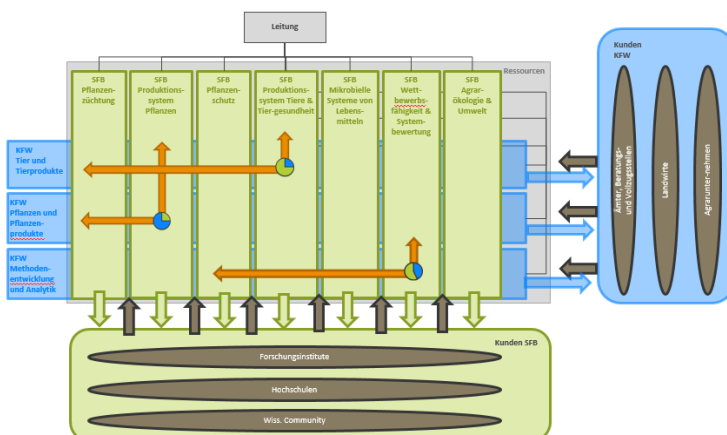 Leitung
Ressourcen
SFB
Pflanzen-
züchtung
SFB
Produktions-
system
Pflanzen
SFB
Pflanzen-
schutz
SFB
Produktions-
system Tiere &
Tier-gesundheit
SFB
Mikrobielle
Systeme von
Lebens-
mitteln
SFB
Wett-
bewerbs-
fähigkeit &
System-
bewertung
SFB
Agrar-
ökologie &
Umwelt
KFW
Tier und
Tierprodukte
KFW
Pflanzen und
Pflanzen-
produkte
KFW
Methoden-
entwicklung
und Analytik
Kunden
KFW
Ämter, Beratungs-
und Vollzugsstellen
Landwirte
Agrarunter-nehmen
Kunden SFB
Forschungsinstitute
Hochschulen
Wiss. Community